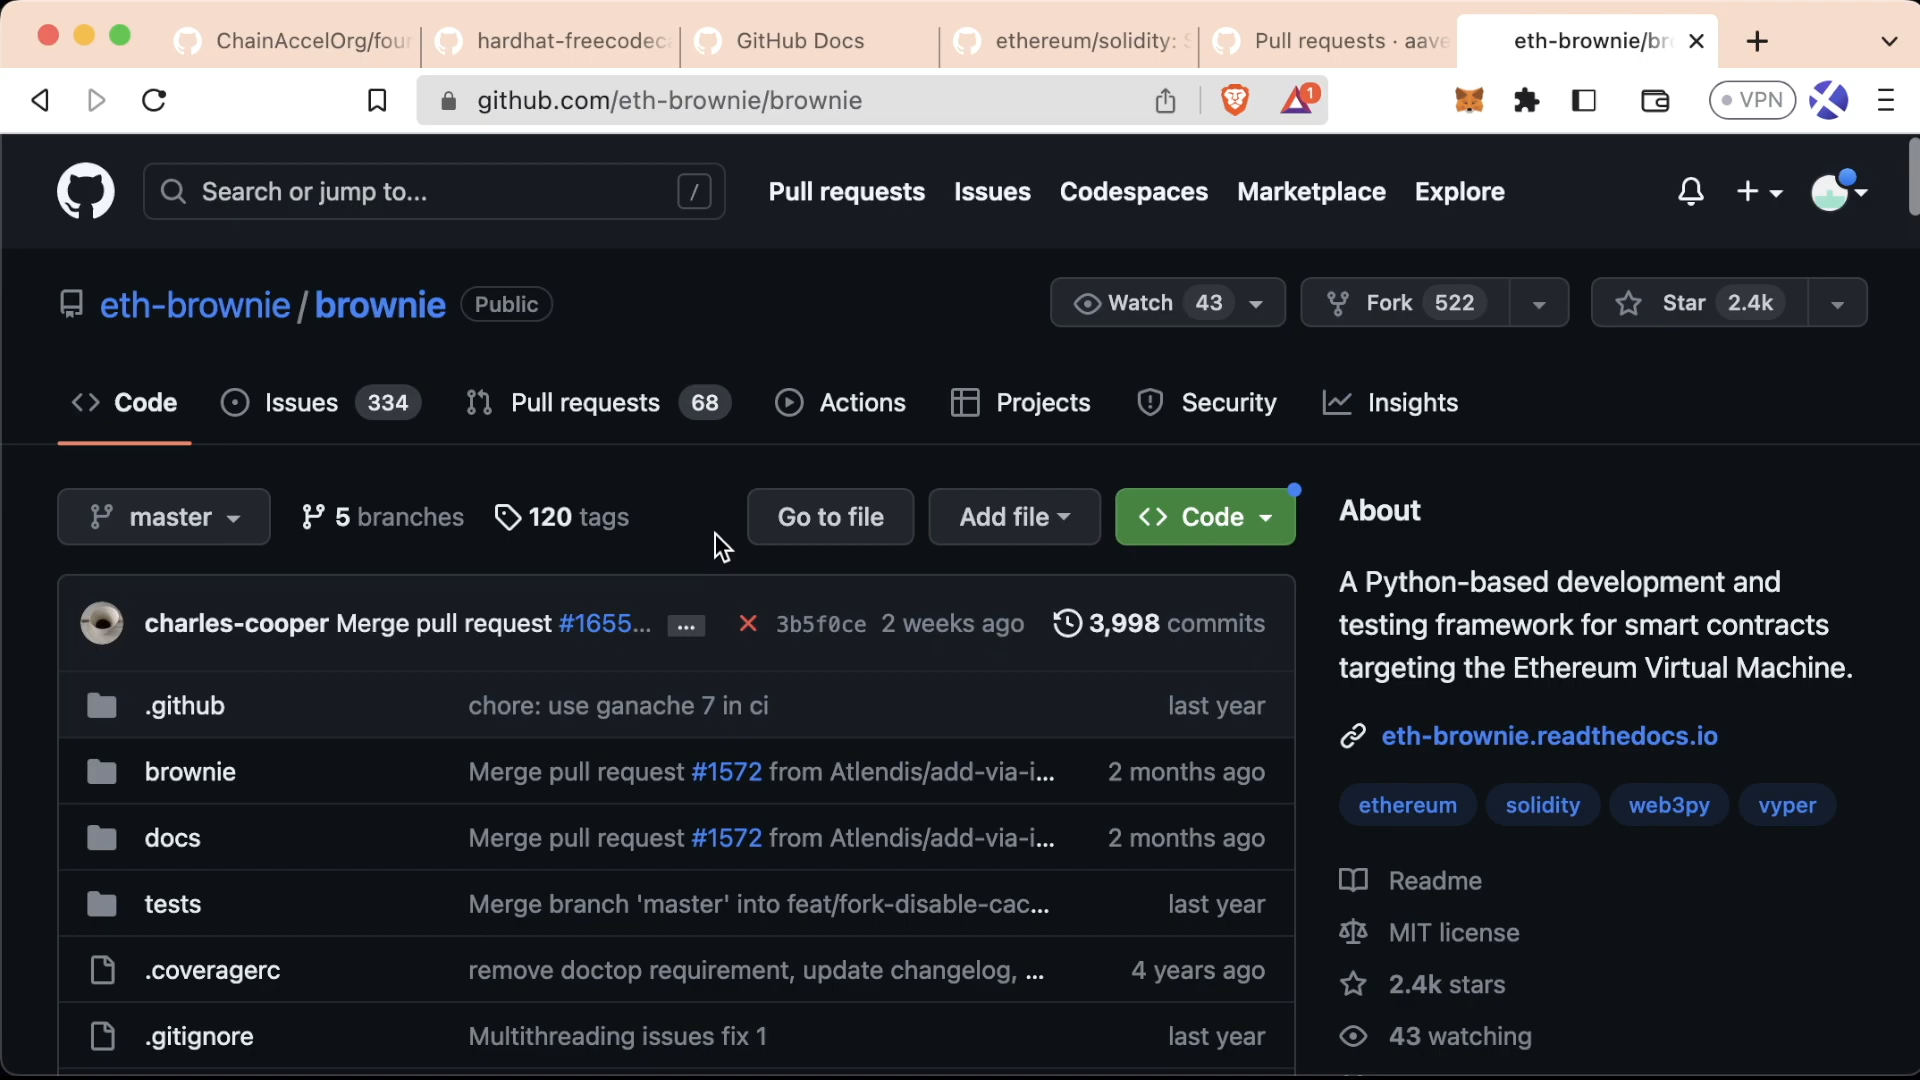 ChainAccelOrg/four
hardhat-freecodeca
GitHub Docs
ethereum/solidity: S
Pull requests · aave
eth-brownie/bro
github.com/eth-brownie/brownie
1
VPN
Search or jump to...
/
Pull requests
Issues
Codespaces
Marketplace
Explore
eth-brownie / brownie
Public
Watch 43
Fork 522
Star 2.4k
Code
Issues 334
Pull requests 68
Actions
Projects
Security
Insights
master
5 branches
120 tags
Go to file
Add file
Code
charles-cooper Merge pull request #1655... ... 3b5f0ce 2 weeks ago 3,998 commits
.github chore: use ganache 7 in ci last year
brownie Merge pull request #1572 from Atlendis/add-via-i... 2 months ago
docs Merge pull request #1572 from Atlendis/add-via-i... 2 months ago
tests Merge branch 'master' into feat/fork-disable-cac... last year
.coveragerc remove doctop requirement, update changelog, ... 4 years ago
.gitignore Multithreading issues fix 1 last year
About
A Python-based development and
testing framework for smart contracts
targeting the Ethereum Virtual Machine.
eth-brownie.readthedocs.io
ethereum solidity web3py vyper
Readme
MIT license
2.4k stars
43 watching